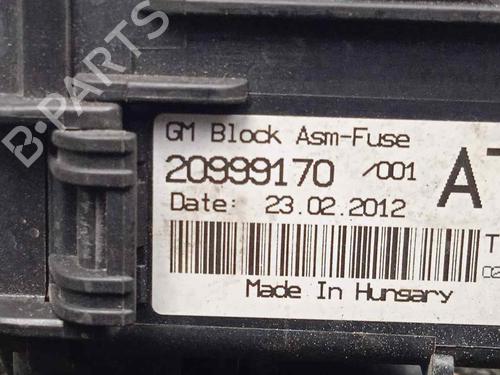 B-PARTS
GM Block Asm-Fuse
20999170 /001
Date: 23.02.2012
Made In Hungary